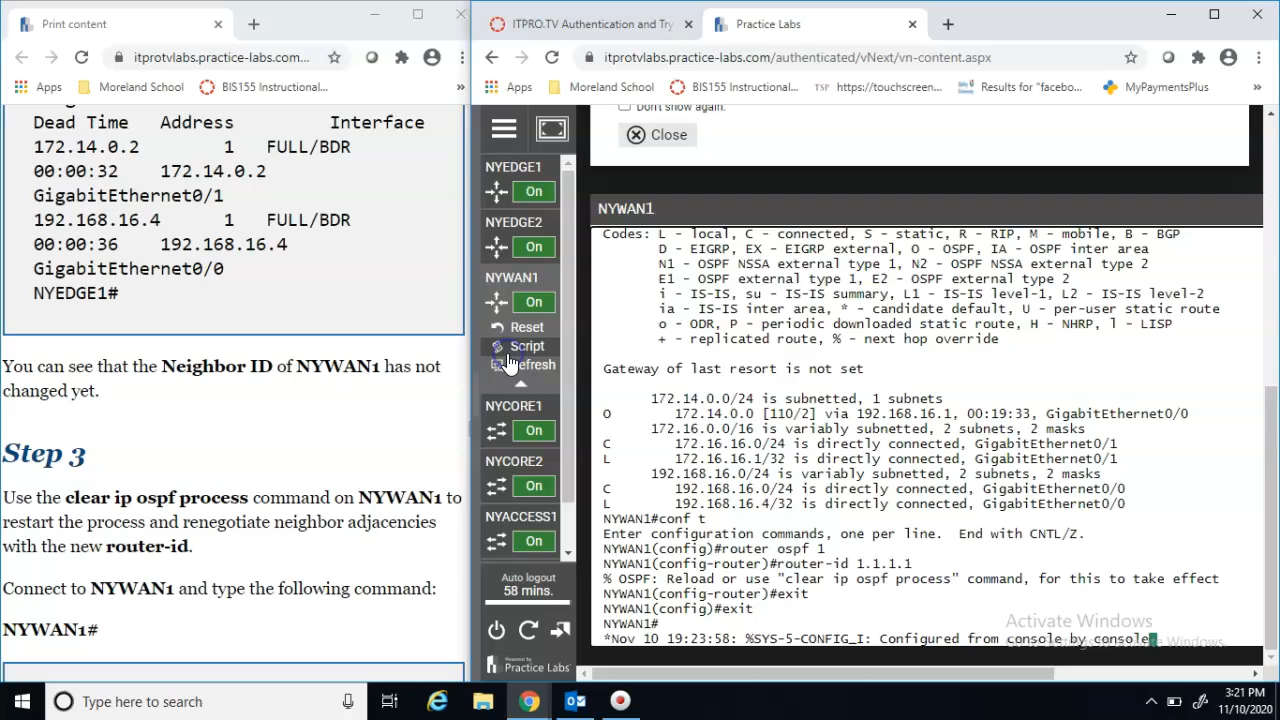 Print content
itprotvlabs.practice-labs.com...
Apps
Moreland School
BIS155 Instructional...
»
Dead Time Address Interface
172.14.0.2 1 FULL/BDR
00:00:32 172.14.0.2
GigabitEthernet0/1
192.168.16.4 1 FULL/BDR
00:00:36 192.168.16.4
GigabitEthernet0/0
NYEDGE1#
You can see that the Neighbor ID of NYWAN1 has not
changed yet.
Step 3
Use the clear ip ospf process command on NYWAN1 to
restart the process and renegotiate neighbor adjacencies
with the new router-id.
Connect to NYWAN1 and type the following command:
NYWAN1#
ITPRO.TV Authentication and Try
Practice Labs
itprotvlabs.practice-labs.com/authenticated/vNext/vn-content.aspx
Apps
Moreland School
BIS155 Instructional...
TSP https://touchscreen...
Results for "facebo...
MyPaymentsPlus
»
NYEDGE1
On
NYEDGE2
On
NYWAN1
On
Reset
Script
Refresh
NYCORE1
On
NYCORE2
On
NYACCESS1
On
Auto logout
58 mins.
Powered by
Practice Labs
Don't show again.
Close
NYWAN1
Codes: L - local, C - connected, S - static, R - RIP, M - mobile, B - BGP
D - EIGRP, EX - EIGRP external, O - OSPF, IA - OSPF inter area
N1 - OSPF NSSA external type 1, N2 - OSPF NSSA external type 2
E1 - OSPF external type 1, E2 - OSPF external type 2
i - IS-IS, su - IS-IS summary, L1 - IS-IS level-1, L2 - IS-IS level-2
ia - IS-IS inter area, * - candidate default, U - per-user static route
o - ODR, P - periodic downloaded static route, H - NHRP, l - LISP
+ - replicated route, % - next hop override
Gateway of last resort is not set
172.14.0.0/24 is subnetted, 1 subnets
O 172.14.0.0 [110/2] via 192.168.16.1, 00:19:33, GigabitEthernet0/0
172.16.0.0/16 is variably subnetted, 2 subnets, 2 masks
C 172.16.16.0/24 is directly connected, GigabitEthernet0/1
L 172.16.16.1/32 is directly connected, GigabitEthernet0/1
192.168.16.0/24 is variably subnetted, 2 subnets, 2 masks
C 192.168.16.0/24 is directly connected, GigabitEthernet0/0
L 192.168.16.4/32 is directly connected, GigabitEthernet0/0
NYWAN1#conf t
Enter configuration commands, one per line. End with CNTL/Z.
NYWAN1(config)#router ospf 1
NYWAN1(config-router)#router-id 1.1.1.1
% OSPF: Reload or use "clear ip ospf process" command, for this to take effect
NYWAN1(config-router)#exit
NYWAN1(config)#exit
NYWAN1#
*Nov 10 19:23:58: %SYS-5-CONFIG_I: Configured from console by console
Activate Windows
Type here to search
3:21 PM
11/10/2020